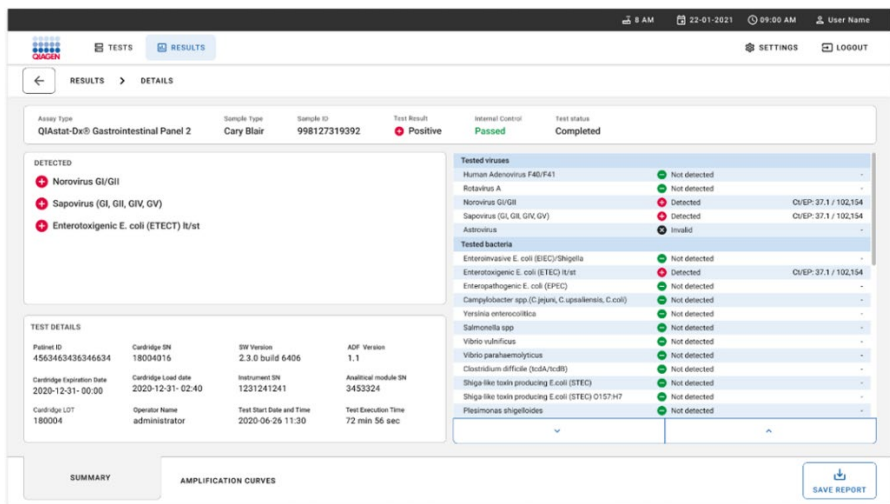 8 AM 22-01-2021 09:00 AM User Name
QIAGEN TESTS RESULTS SETTINGS LOGOUT
RESULTS > DETAILS
Assay Type Sample Type Sample ID Test Result Internal Control Test status
QIAstat-Dx® Gastrointestinal Panel 2 Cary Blair 998127319392 Positive Passed Completed
DETECTED
Norovirus GI/GII
Sapovirus (GI, GII, GIV, GV)
Enterotoxigenic E. coli (ETECT) lt/st
TEST DETAILS
Patinet ID Cardridge SN SW Version ADF Version
4563463436346634 18004016 2.3.0 build 6406 1.1
Cardridge Expiration Date Cardridge Load date Instrument SN Analitical module SN
2020-12-31- 00:00 2020-12-31- 02:40 1231241241 3453324
Cardridge LOT Operator Name Test Start Date and Time Test Execution Time
180004 administrator 2020-06-26 11:30 72 min 56 sec
Tested viruses
Human Adenovirus F40/F41 Not detected -
Rotavirus A Not detected -
Norovirus GI/GII Detected Ct/EP: 37.1 / 102,154
Sapovirus (GI, GII, GIV, GV) Detected Ct/EP: 37.1 / 102,154
Astrovirus Invalid -
Tested bacteria
Enteroinvasive E. coli (EIEC)/Shigella Not detected -
Enterotoxigenic E. coli (ETEC) lt/st Detected Ct/EP: 37.1 / 102,154
Enteropathogenic E. coli (EPEC) Not detected -
Campylobacter spp.(C.jejuni, C.upsaliensis, C.coli) Not detected -
Yersinia enterocolitica Not detected -
Salmonella spp Not detected -
Vibrio vulnificus Not detected -
Vibrio parahaemolyticus Not detected -
Clostridium difficile (tcdA/tcdB) Not detected -
Shiga-like toxin producing E.coli (STEC) Not detected -
Shiga-like toxin producing E.coli (STEC) O157:H7 Not detected -
Plesimonas shigelloides Not detected -
SUMMARY AMPLIFICATION CURVES SAVE REPORT